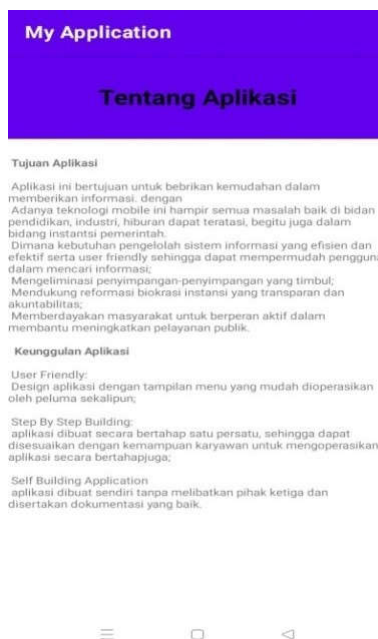 My Application
Tentang Aplikasi
Tujuan Aplikasi
Aplikasi ini bertujuan untuk bebrikan kemudahan dalam
memberikan informasi. dengan
Adanya teknologi mobile ini hampir semua masalah baik di bidan
pendidikan, industri, hiburan dapat teratasi, begitu juga dalam
bidang instantsi pemerintah.
Dimana kebutuhan pengelolah sistem informasi yang efisien dan
efektif serta user friendly sehingga dapat mempermudah pengguna
dalam mencari informasi;
Mengeliminasi penyimpangan-penyimpangan yang timbul;
Mendukung reformasi biokrasi instansi yang transparan dan
akuntabilitas;
Memberdayakan masyarakat untuk berperan aktif dalam
membantu meningkatkan pelayanan publik.
Keunggulan Aplikasi
User Friendly:
Design aplikasi dengan tampilan menu yang mudah dioperasikan
oleh peluma sekalipun;
Step By Step Building:
aplikasi dibuat secara bertahap satu persatu, sehingga dapat
disesuaikan dengan kemampuan karyawan untuk mengoperasikan
aplikasi secara bertahapjuga;
Self Building Application
aplikasi dibuat sendiri tanpa melibatkan pihak ketiga dan
disertakan dokumentasi yang baik.